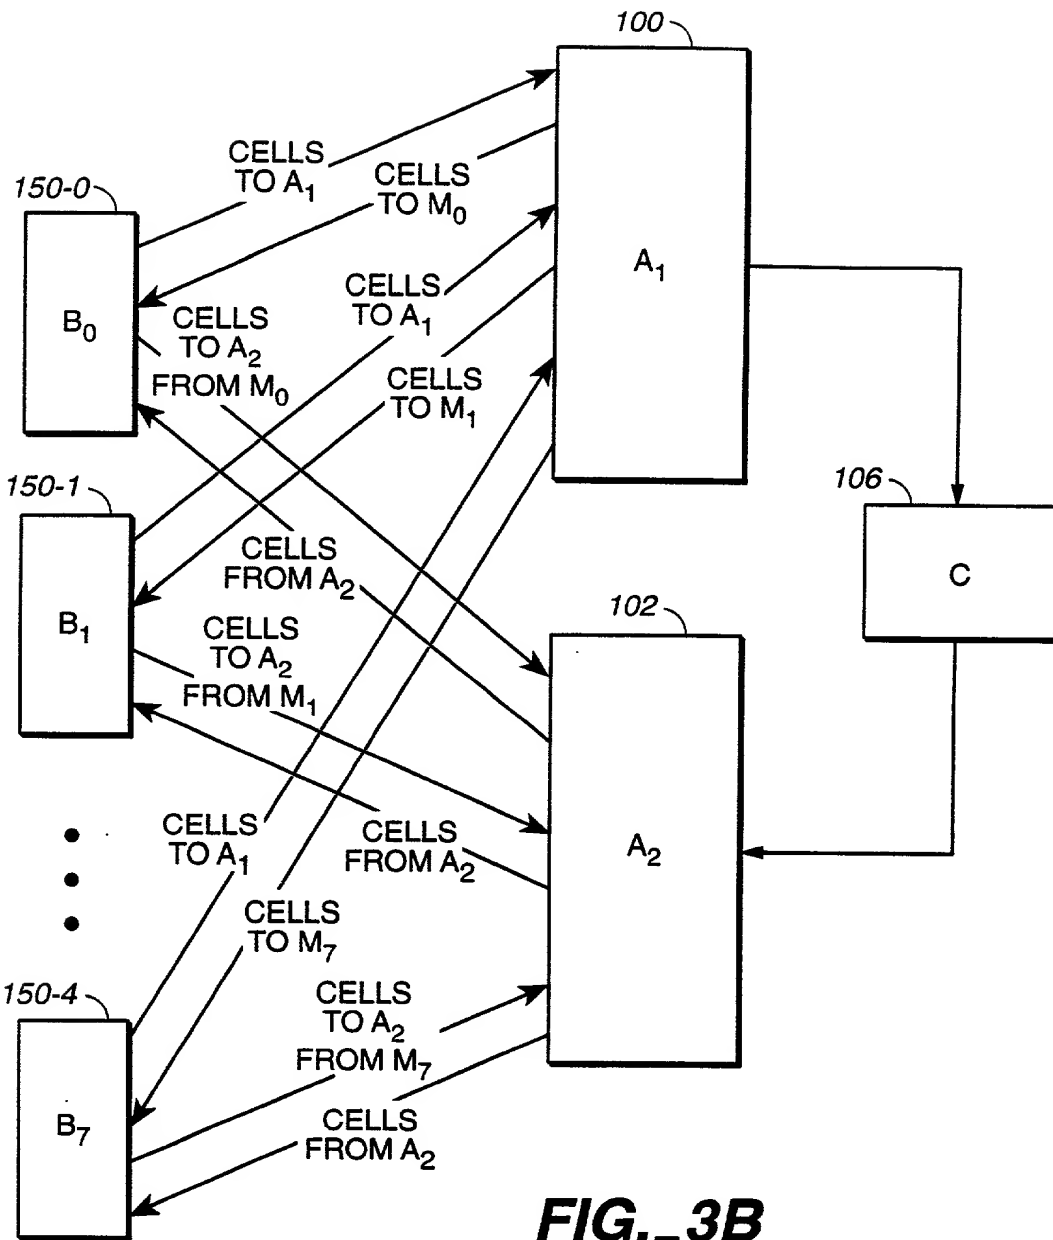 100
CELLS
TO A₁
150-0
CELLS
TO M₀
A₁
B₀
CELLS
TO A₁
CELLS
TO A₂
FROM M₀
CELLS
TO M₁
150-1
106
CELLS
FROM A₂
C
102
B₁
CELLS
TO A₂
FROM M₁
CELLS
TO A₁
CELLS
FROM A₂
A₂
CELLS
TO M₇
150-4
CELLS
TO A₂
FROM M₇
B₇
CELLS
FROM A₂
FIG._3B